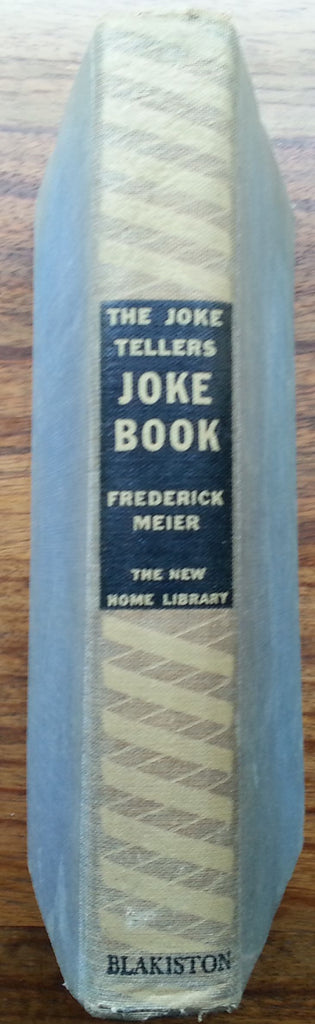 THE JOKE
TELLERS
JOKE
BOOK
FREDERICK
MEIER
THE NEW
HOME LIBRARY
BLAKISTON